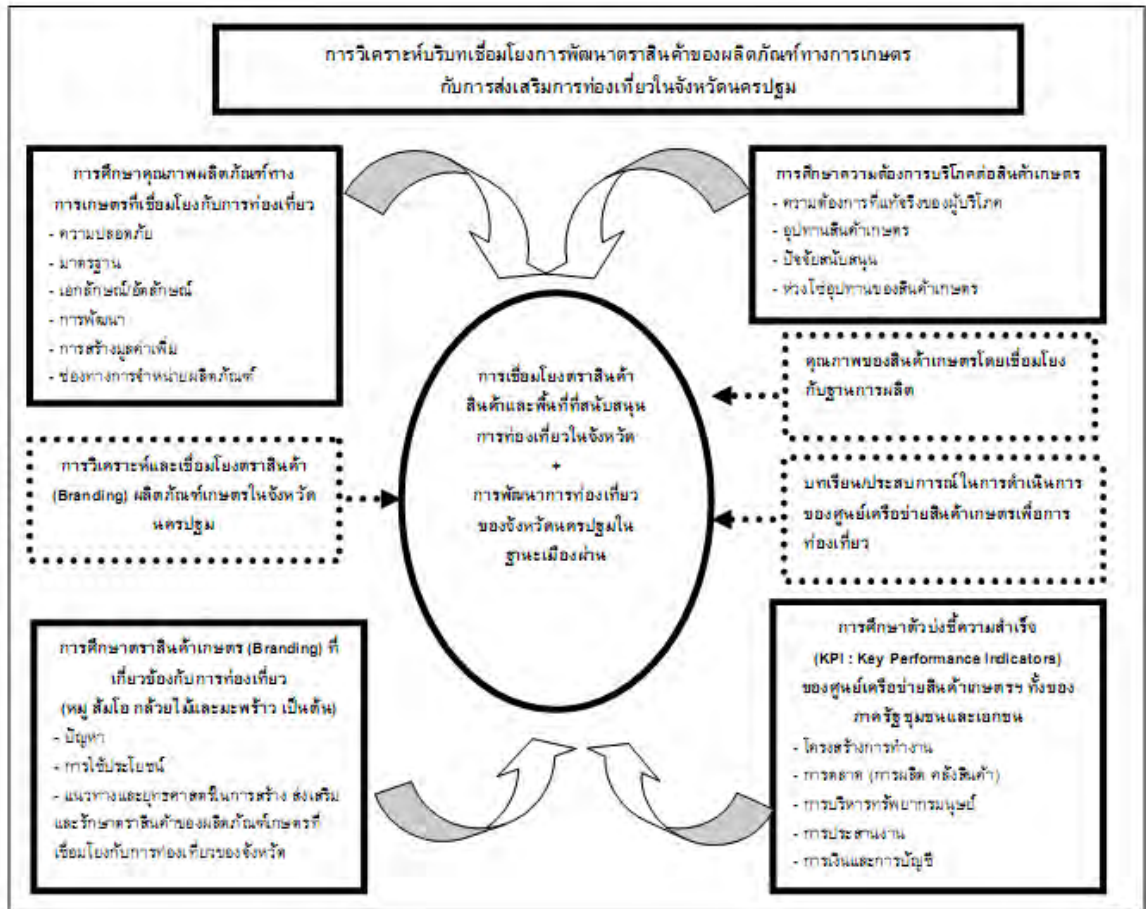 การวิเคราะห์บริบทเชื่อมโยงการพัฒนาตราสินค้าของผลิตภัณฑ์ทางการเกษตร
กับการส่งเสริมการท่องเที่ยวในจังหวัดนครปฐม
การศึกษาคุณภาพผลิตภัณฑ์ทาง
การเกษตรที่เชื่อมโยงกับการท่องเที่ยว
- ความปลอดภัย
- มาตรฐาน
- เอกลักษณ์/อัตลักษณ์
- การพัฒนา
- การสร้างมูลค่าเพิ่ม
- ช่องทางการจำหน่ายผลิตภัณฑ์
การศึกษาความต้องการบริโภคต่อสินค้าเกษตร
- ความต้องการที่แท้จริงของผู้บริโภค
- อุปทานสินค้าเกษตร
- ปัจจัยสนับสนุน
- ห่วงโซ่อุปทานของสินค้าเกษตร
คุณภาพของสินค้าเกษตรโดยเชื่อมโยง
กับฐานการผลิต
การเชื่อมโยงตราสินค้า
สินค้าและพื้นที่ที่สนับสนุน
การท่องเที่ยวในจังหวัด
+
การพัฒนาการท่องเที่ยว
ของจังหวัดนครปฐมใน
ฐานะเมืองผ่าน
การวิเคราะห์และเชื่อมโยงตราสินค้า
(Branding) ผลิตภัณฑ์เกษตรในจังหวัด
นครปฐม
บทเรียน/ประสบการณ์ในการดำเนินการ
ของศูนย์เครือข่ายสินค้าเกษตรเพื่อการ
ท่องเที่ยว
การศึกษาตราสินค้าเกษตร (Branding) ที่
เกี่ยวข้องกับการท่องเที่ยว
(หมู ส้มโอ กล้วยไม้และมะพร้าว เป็นต้น)
- ปัญหา
- การใช้ประโยชน์
- แนวทางและยุทธศาสตร์ในการสร้าง ส่งเสริม
และรักษาตราสินค้าของผลิตภัณฑ์เกษตรที่
เชื่อมโยงกับการท่องเที่ยวของจังหวัด
การศึกษาตัวบ่งชี้ความสำเร็จ
(KPI : Key Performance Indicators)
ของศูนย์เครือข่ายสินค้าเกษตรฯ ทั้งของ
ภาครัฐ ชุมชนและเอกชน
- โครงสร้างการทำงาน
- การตลาด (การผลิต คลังสินค้า)
- การบริหารทรัพยากรมนุษย์
- การประสานงาน
- การเงินและการบัญชี